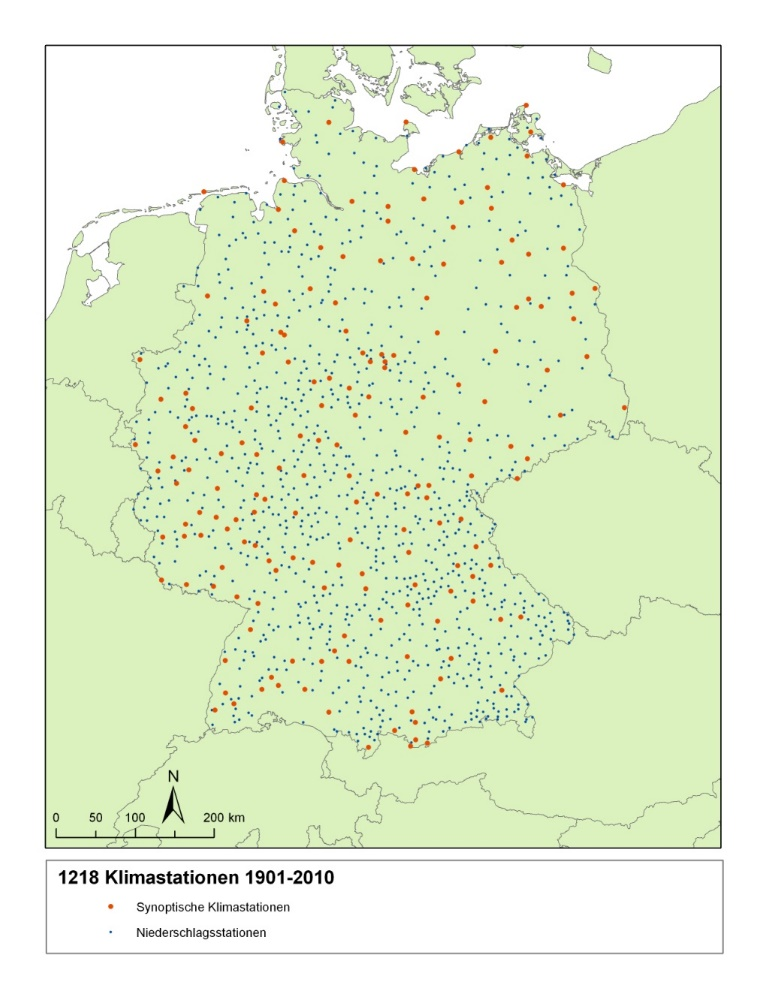 N
0 50 100 200 km
1218 Klimastationen 1901-2010
Synoptische Klimastationen
Niederschlagsstationen